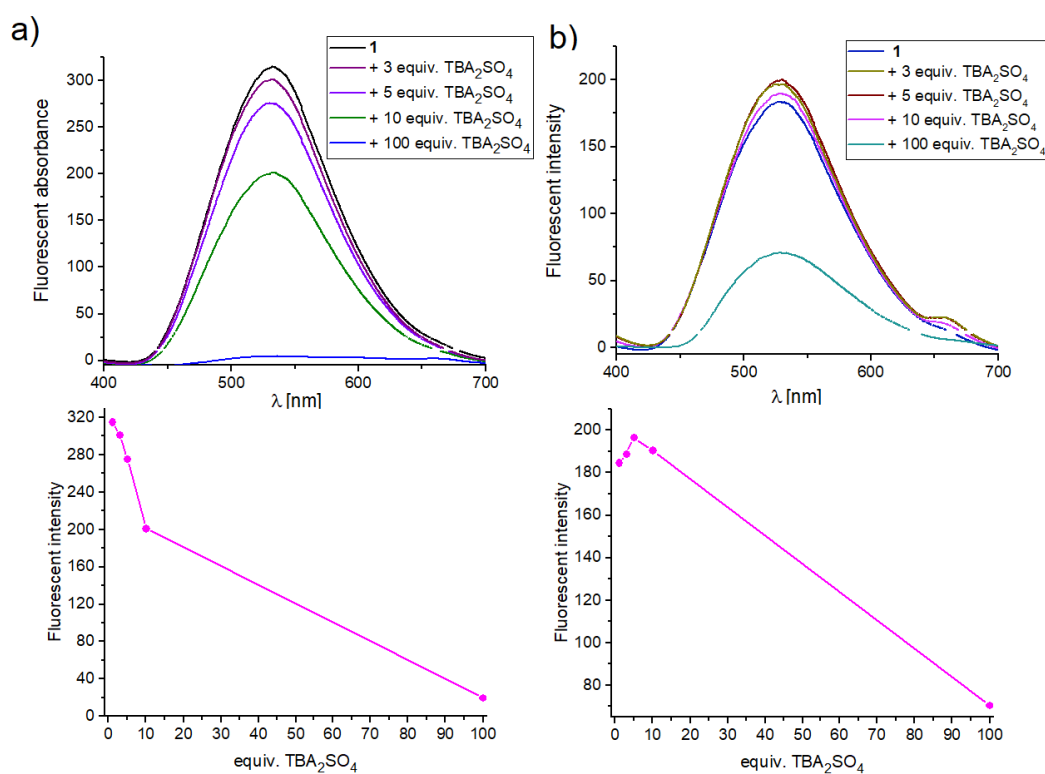 a)
1
+ 3 equiv. TBA₂SO₄
+ 5 equiv. TBA₂SO₄
+ 10 equiv. TBA₂SO₄
+ 100 equiv. TBA₂SO₄
Fluorescent absorbance
300
250
200
150
100
50
0
400
500
600
700
λ [nm]
b)
1
+ 3 equiv. TBA₂SO₄
+ 5 equiv. TBA₂SO₄
+ 10 equiv. TBA₂SO₄
+ 100 equiv. TBA₂SO₄
Fluorescent intensity
200
150
100
50
0
400
500
600
700
λ [nm]
Fluorescent intensity
320
280
240
200
160
120
80
40
0
0 10 20 30 40 50 60 70 80 90 100
equiv. TBA₂SO₄
Fluorescent intensity
200
180
160
140
120
100
80
0 10 20 30 40 50 60 70 80 90 100
equiv. TBA₂SO₄